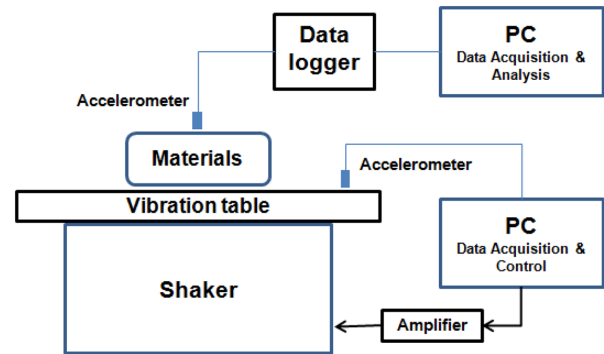 Data
logger
PC
Data Acquisition &
Analysis
Accelerometer
Materials
Accelerometer
Vibration table
PC
Data Acquisition &
Control
Shaker
Amplifier